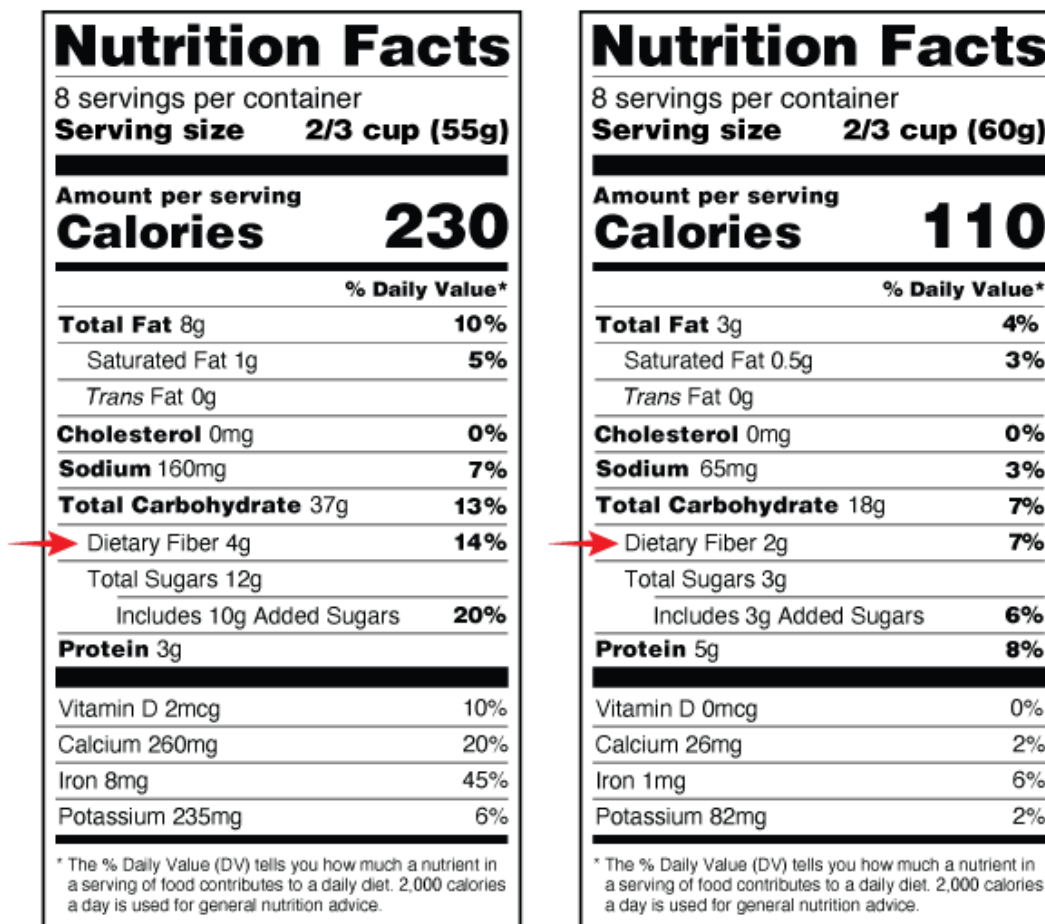 Nutrition Facts
8 servings per container
Serving size 2/3 cup (55g)
Amount per serving
Calories 230
% Daily Value*
Total Fat 8g 10%
Saturated Fat 1g 5%
Trans Fat 0g
Cholesterol 0mg 0%
Sodium 160mg 7%
Total Carbohydrate 37g 13%
Dietary Fiber 4g 14%
Total Sugars 12g
Includes 10g Added Sugars 20%
Protein 3g
Vitamin D 2mcg 10%
Calcium 260mg 20%
Iron 8mg 45%
Potassium 235mg 6%
* The % Daily Value (DV) tells you how much a nutrient in
a serving of food contributes to a daily diet. 2,000 calories
a day is used for general nutrition advice.
Nutrition Facts
8 servings per container
Serving size 2/3 cup (60g)
Amount per serving
Calories 110
% Daily Value*
Total Fat 3g 4%
Saturated Fat 0.5g 3%
Trans Fat 0g
Cholesterol 0mg 0%
Sodium 65mg 3%
Total Carbohydrate 18g 7%
Dietary Fiber 2g 7%
Total Sugars 3g
Includes 3g Added Sugars 6%
Protein 5g 8%
Vitamin D 0mcg 0%
Calcium 26mg 2%
Iron 1mg 6%
Potassium 82mg 2%
* The % Daily Value (DV) tells you how much a nutrient in
a serving of food contributes to a daily diet. 2,000 calories
a day is used for general nutrition advice.